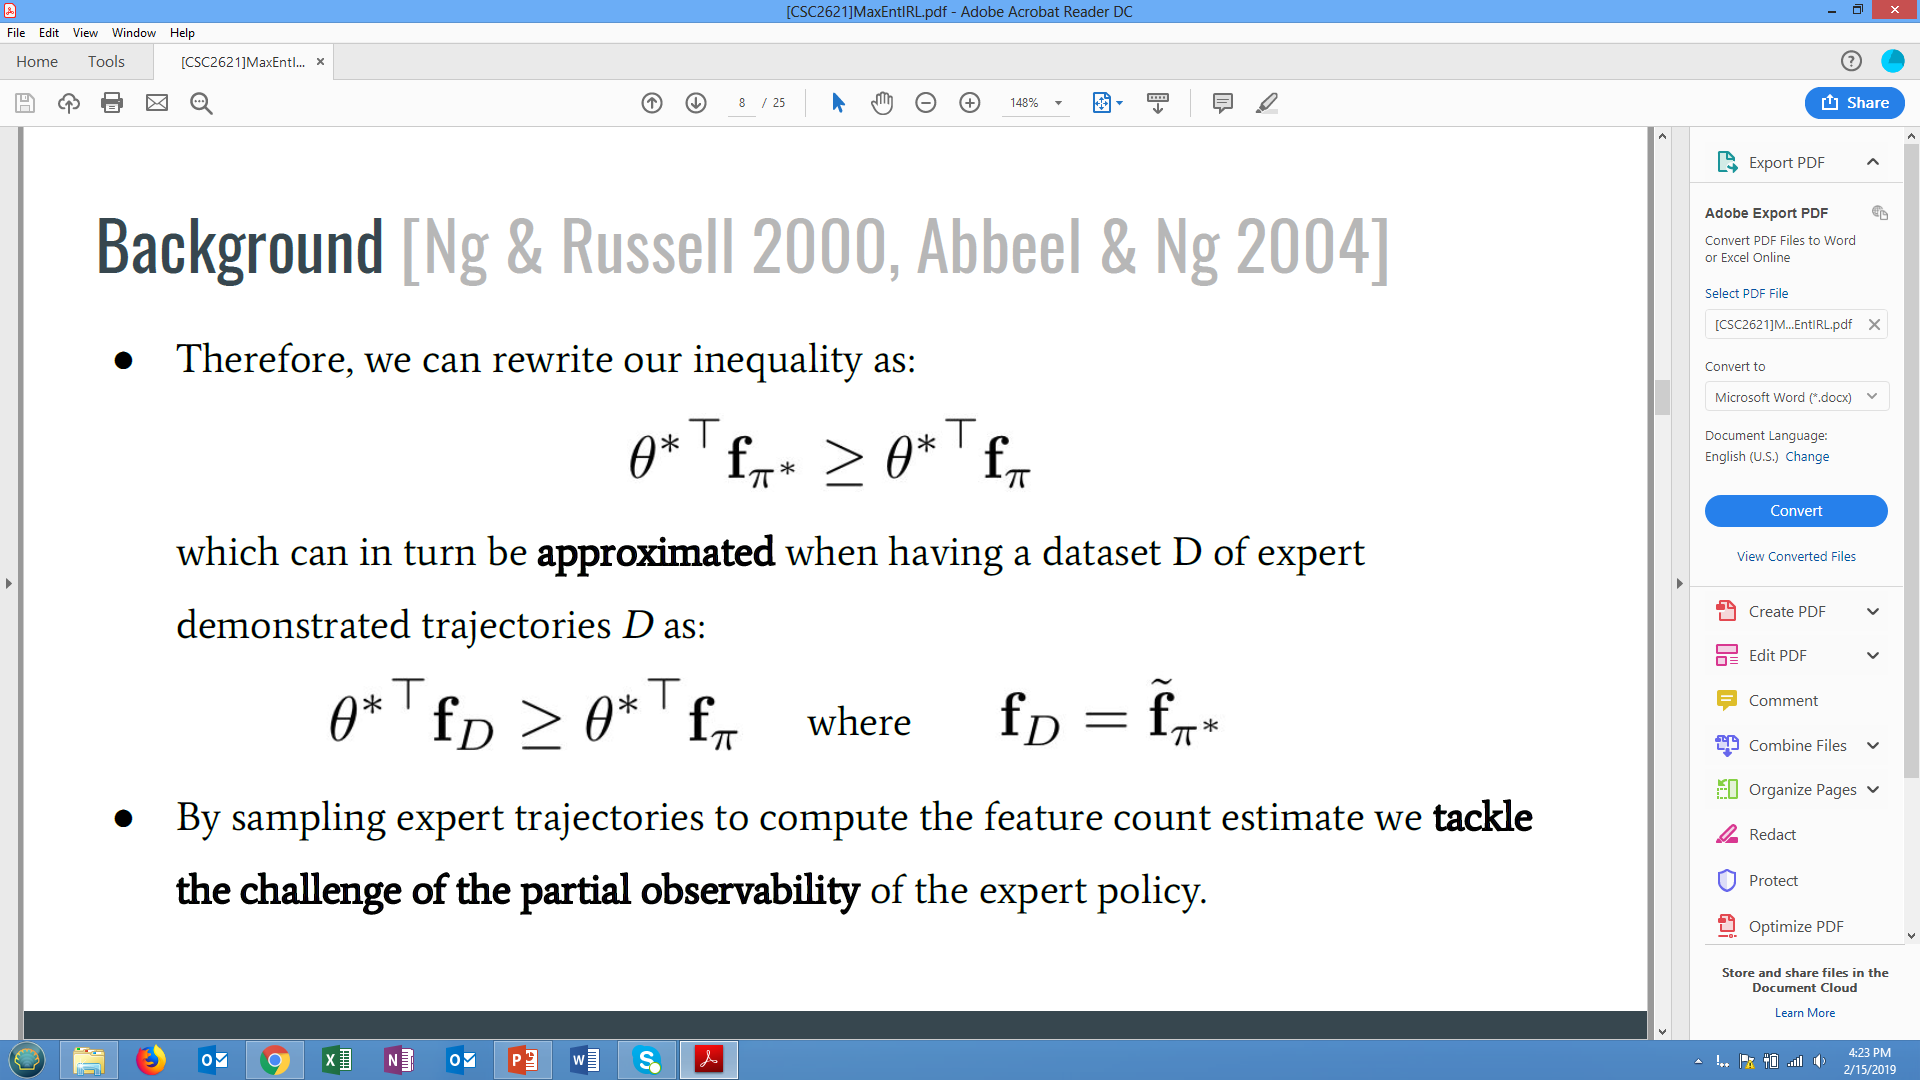 [CSC2621]MaxEntIRL.pdf - Adobe Acrobat Reader DC
File Edit View Window Help
Home Tools [CSC2621]MaxEntI... ×
8 / 25 148% Share
Background [Ng & Russell 2000, Abbeel & Ng 2004]
● Therefore, we can rewrite our inequality as:
θ*⊤ f_π* ≥ θ*⊤ f_π
which can in turn be approximated when having a dataset D of expert
demonstrated trajectories D as:
θ*⊤ f_D ≥ θ*⊤ f_π where f_D = f̃_π*
● By sampling expert trajectories to compute the feature count estimate we tackle
the challenge of the partial observability of the expert policy.
Export PDF
Adobe Export PDF
Convert PDF Files to Word
or Excel Online
Select PDF File
[CSC2621]M...EntIRL.pdf
Convert to
Microsoft Word (*.docx)
Document Language:
English (U.S.) Change
Convert
View Converted Files
Create PDF
Edit PDF
Comment
Combine Files
Organize Pages
Redact
Protect
Optimize PDF
Store and share files in the
Document Cloud
Learn More
4:23 PM
2/15/2019